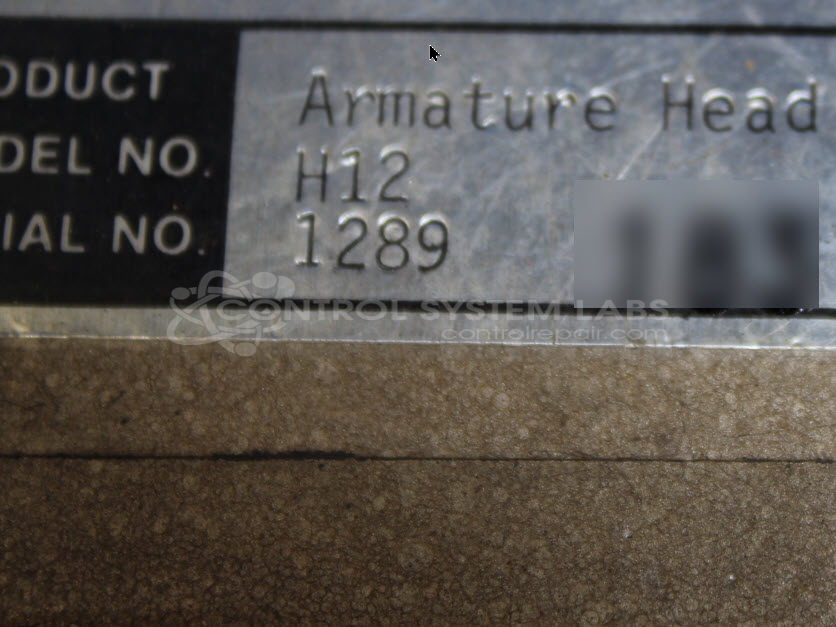 ODUCT Armature Head
DEL NO. H12
IAL NO. 1289
CONTROL SYSTEM LABS
controlrepair.com